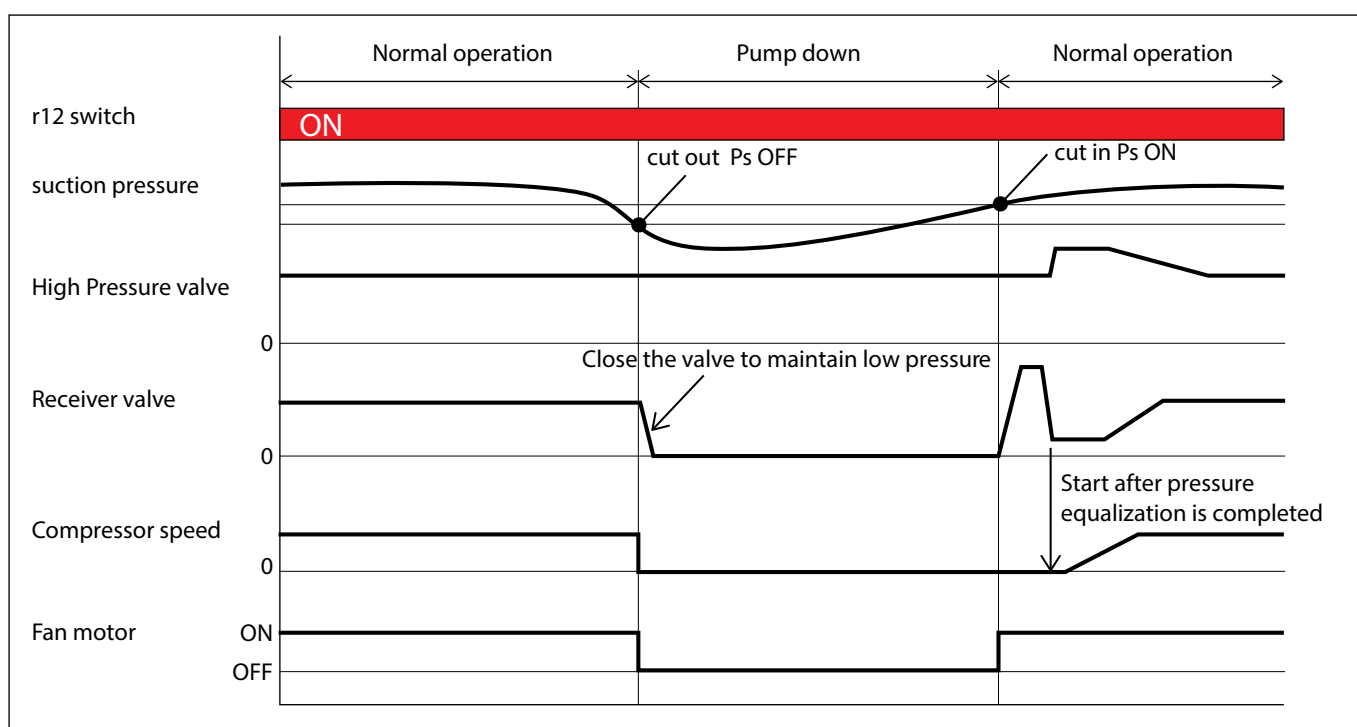 Normal operation
Pump down
Normal operation
r12 switch
ON
cut out Ps OFF
cut in Ps ON
suction pressure
High Pressure valve
0
Close the valve to maintain low pressure
Receiver valve
0
Start after pressure
equalization is completed
Compressor speed
0
Fan motor
ON
OFF